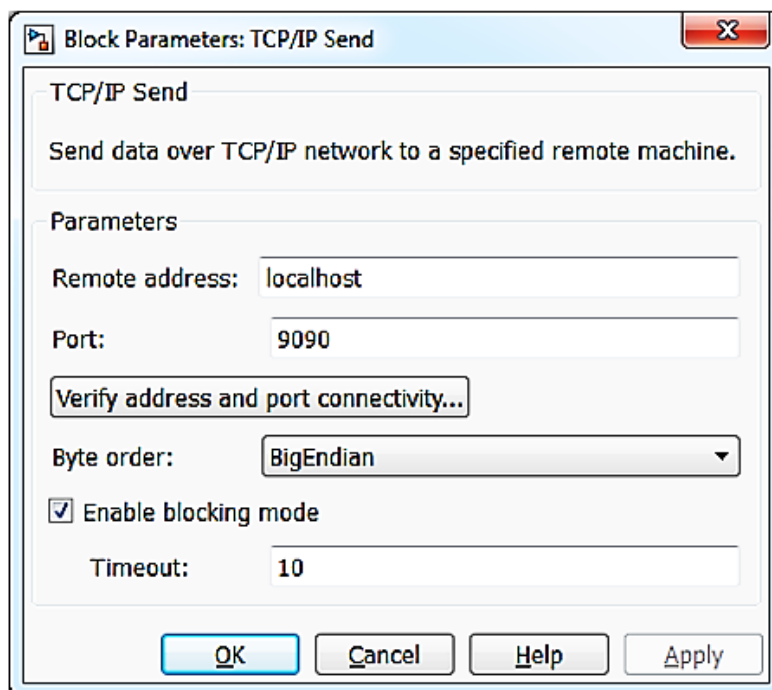 Block Parameters: TCP/IP Send
TCP/IP Send
Send data over TCP/IP network to a specified remote machine.
Parameters
Remote address: localhost
Port: 9090
Verify address and port connectivity...
Byte order: BigEndian
Enable blocking mode
Timeout: 10
OK Cancel Help Apply